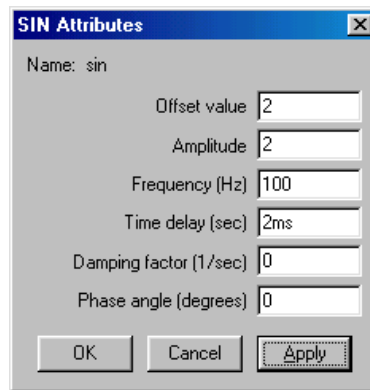 SIN Attributes
Name: sin
Offset value 2
Amplitude 2
Frequency (Hz) 100
Time delay (sec) 2ms
Damping factor (1/sec) 0
Phase angle (degrees) 0
OK Cancel Apply